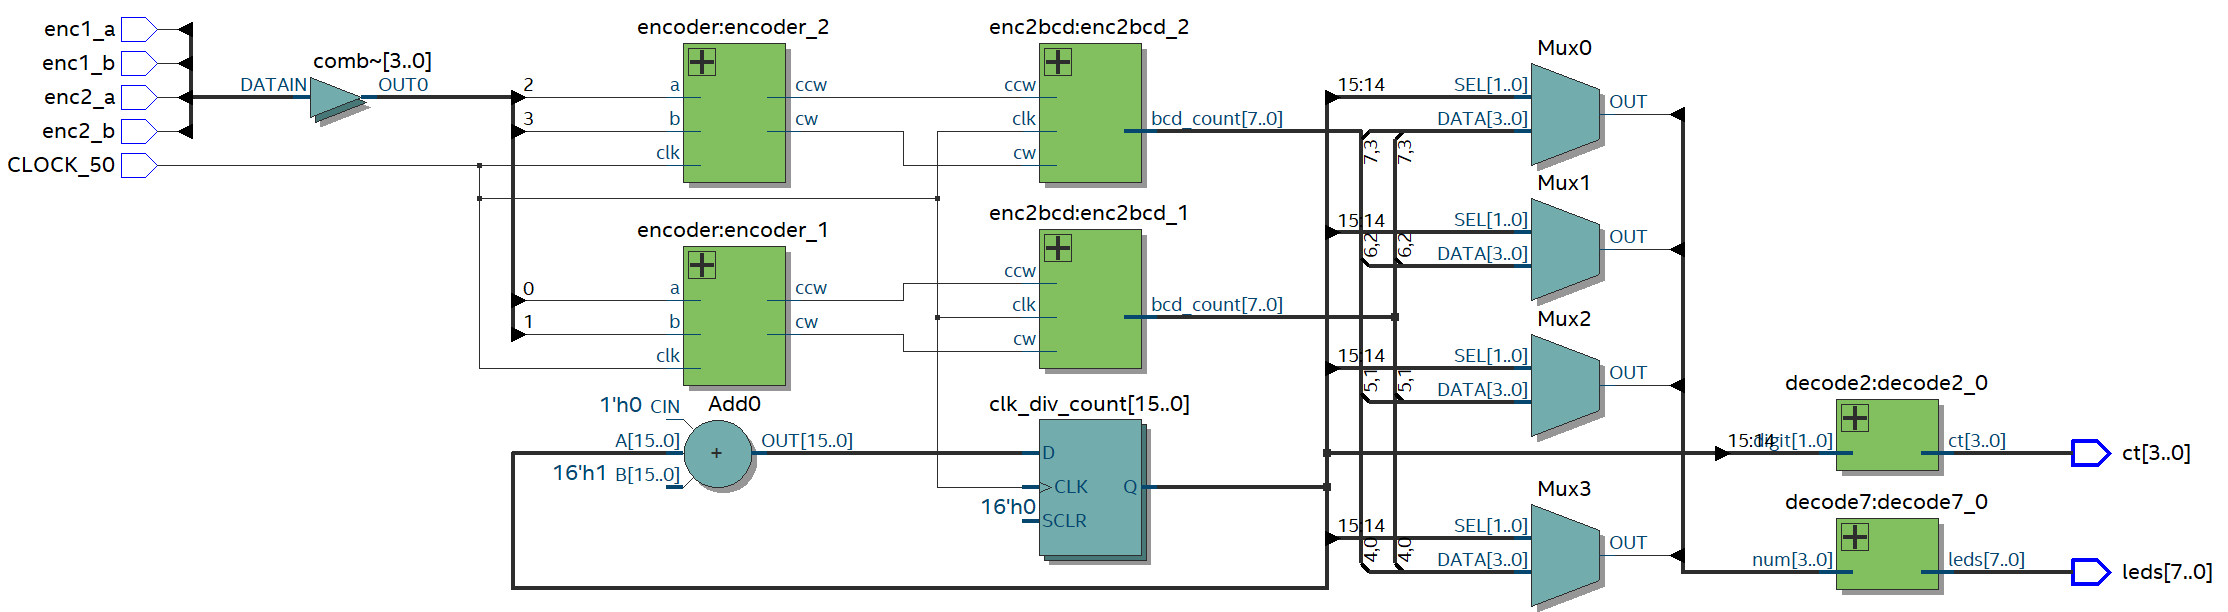 enc1_a
enc1_b
enc2_a
enc2_b
CLOCK_50
comb~[3..0]
DATAIN
OUT0
2
3
0
1
encoder:encoder_2
a
b
clk
ccw
cw
encoder:encoder_1
a
b
clk
ccw
cw
Add0
1'h0 CIN
A[15..0]
16'h1 B[15..0]
OUT[15..0]
+
enc2bcd:enc2bcd_2
ccw
clk
cw
bcd_count[7..0]
enc2bcd:enc2bcd_1
ccw
clk
cw
bcd_count[7..0]
clk_div_count[15..0]
D
CLK
16'h0 SCLR
Q
Mux0
15:14 SEL[1..0]
DATA[3..0]
OUT
7,3
7,3
Mux1
15:14 SEL[1..0]
DATA[3..0]
OUT
6,2
6,2
Mux2
15:14 SEL[1..0]
DATA[3..0]
OUT
5,1
5,1
Mux3
15:14 SEL[1..0]
DATA[3..0]
OUT
4,0
4,0
decode2:decode2_0
15:14 digit[1..0]
ct[3..0]
ct[3..0]
decode7:decode7_0
num[3..0]
leds[7..0]
leds[7..0]